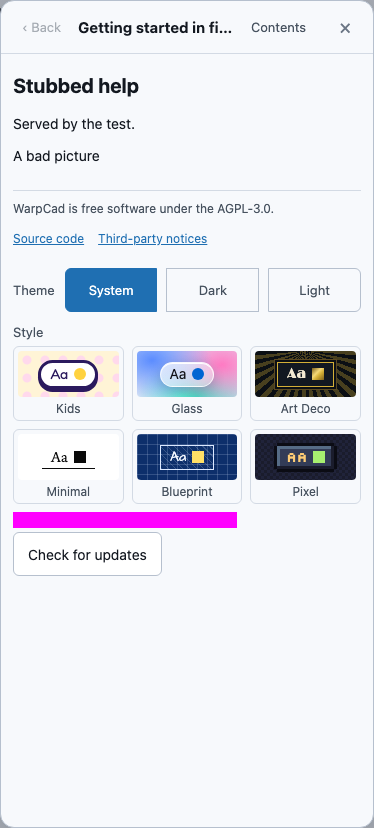 ‹ Back Getting started in fi... Contents ×
Stubbed help
Served by the test.
A bad picture
WarpCad is free software under the AGPL-3.0.
Source code Third-party notices
Theme System Dark Light
Style
Aa Aa Aa
Kids Glass Art Deco
Aa Aa AA
Minimal Blueprint Pixel
Check for updates